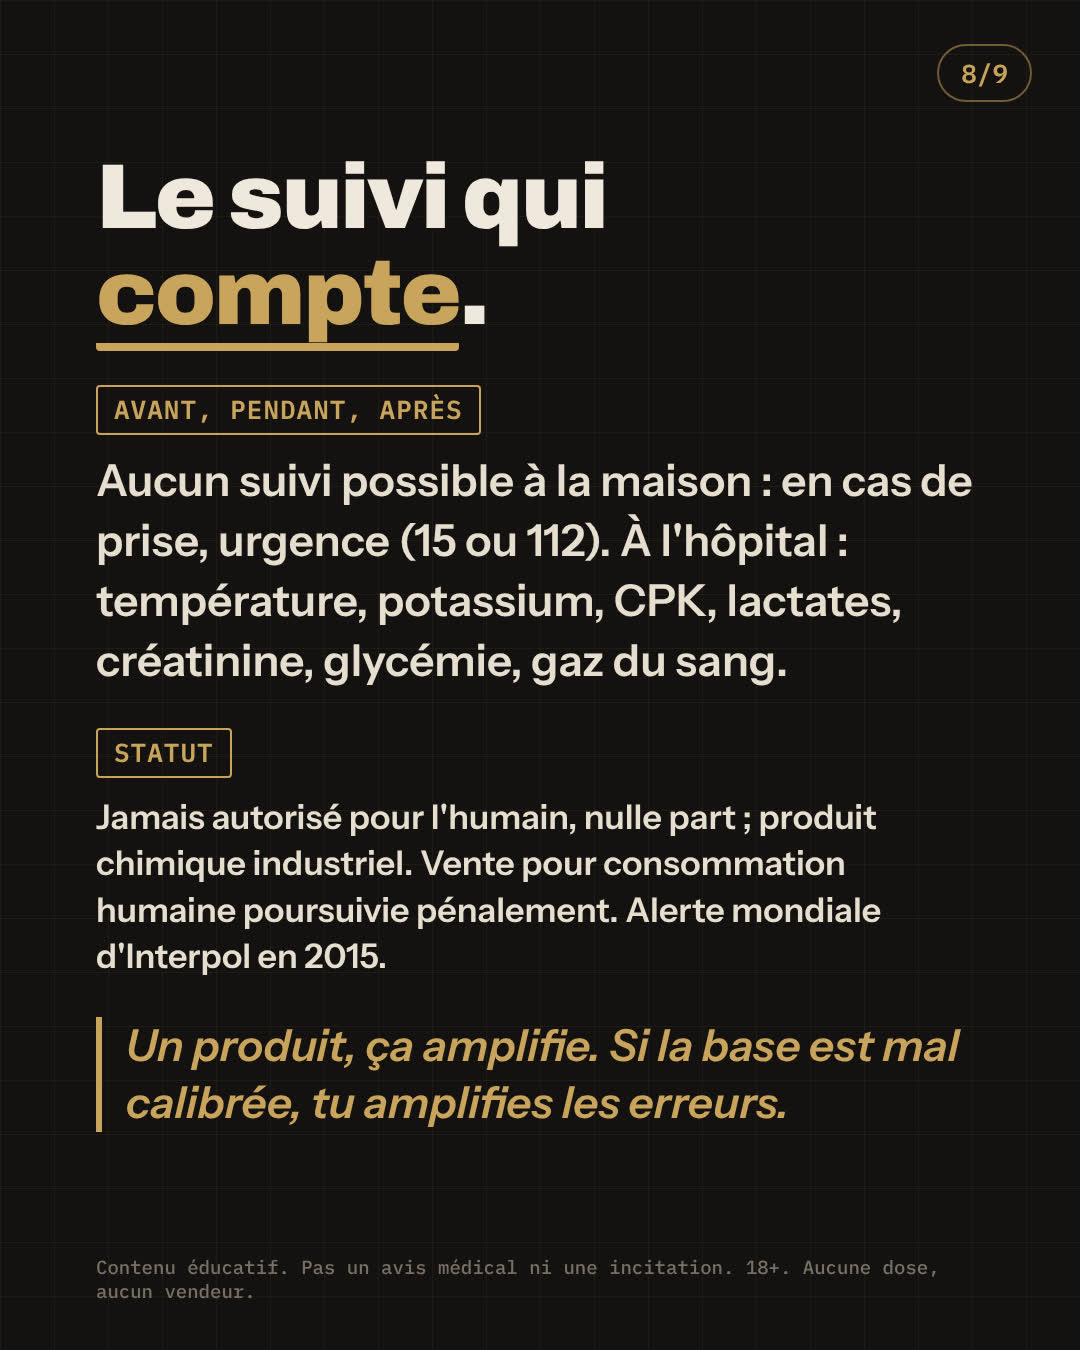 8/9
Le suivi qui
compte.
AVANT, PENDANT, APRÈS
Aucun suivi possible à la maison : en cas de
prise, urgence (15 ou 112). À l'hôpital :
température, potassium, CPK, lactates,
créatinine, glycémie, gaz du sang.
STATUT
Jamais autorisé pour l'humain, nulle part ; produit
chimique industriel. Vente pour consommation
humaine poursuivie pénalement. Alerte mondiale
d'Interpol en 2015.
Un produit, ça amplifie. Si la base est mal
calibrée, tu amplifies les erreurs.
Contenu éducatif. Pas un avis médical ni une incitation. 18+. Aucune dose,
aucun vendeur.